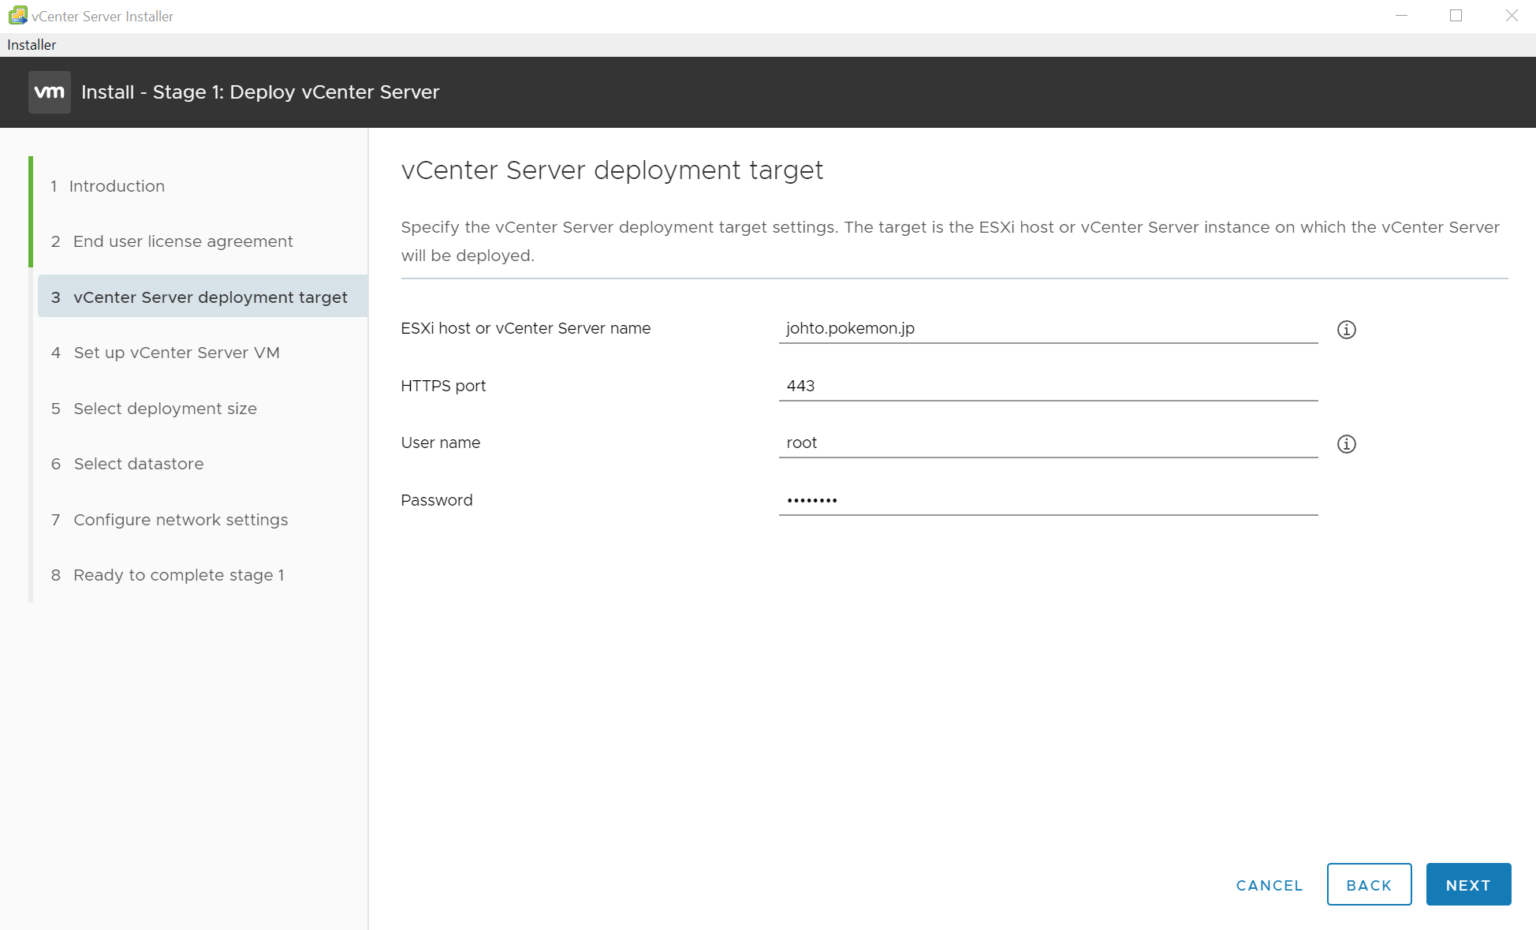 vCenter Server Installer
Installer
vm Install - Stage 1: Deploy vCenter Server
1 Introduction
2 End user license agreement
3 vCenter Server deployment target
4 Set up vCenter Server VM
5 Select deployment size
6 Select datastore
7 Configure network settings
8 Ready to complete stage 1
vCenter Server deployment target
Specify the vCenter Server deployment target settings. The target is the ESXi host or vCenter Server instance on which the vCenter Server
will be deployed.
ESXi host or vCenter Server name johto.pokemon.jp
HTTPS port 443
User name root
Password ••••••••
CANCEL BACK NEXT